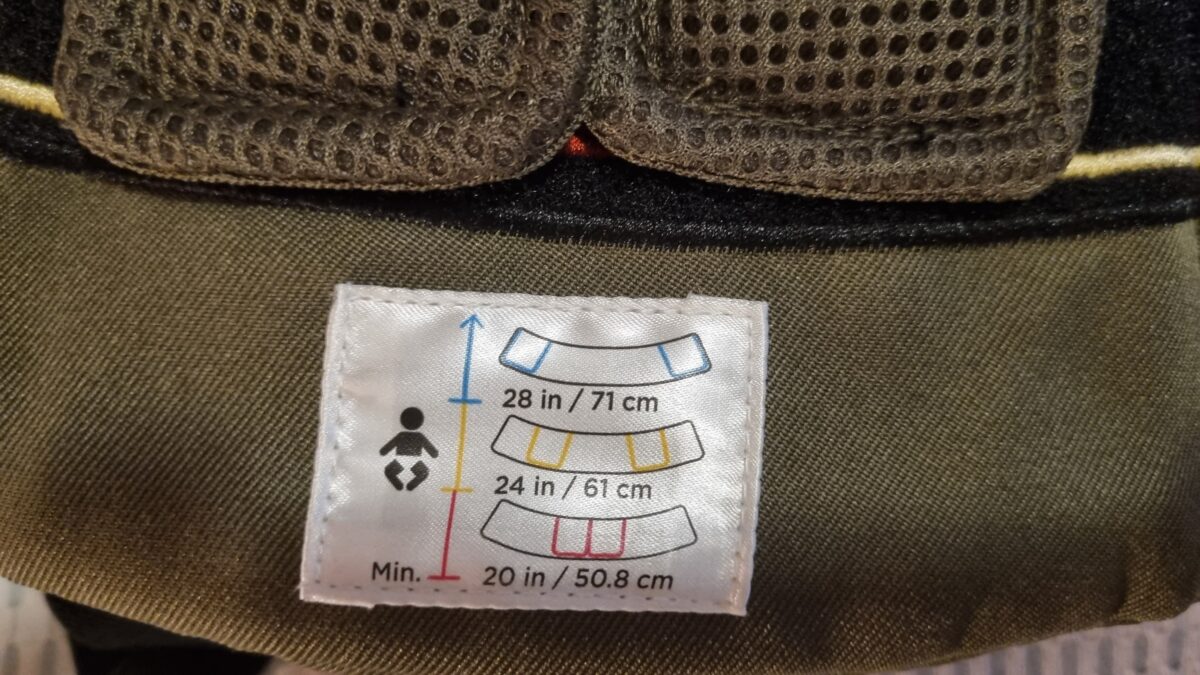 28 in / 71 cm
24 in / 61 cm
Min. 20 in / 50.8 cm